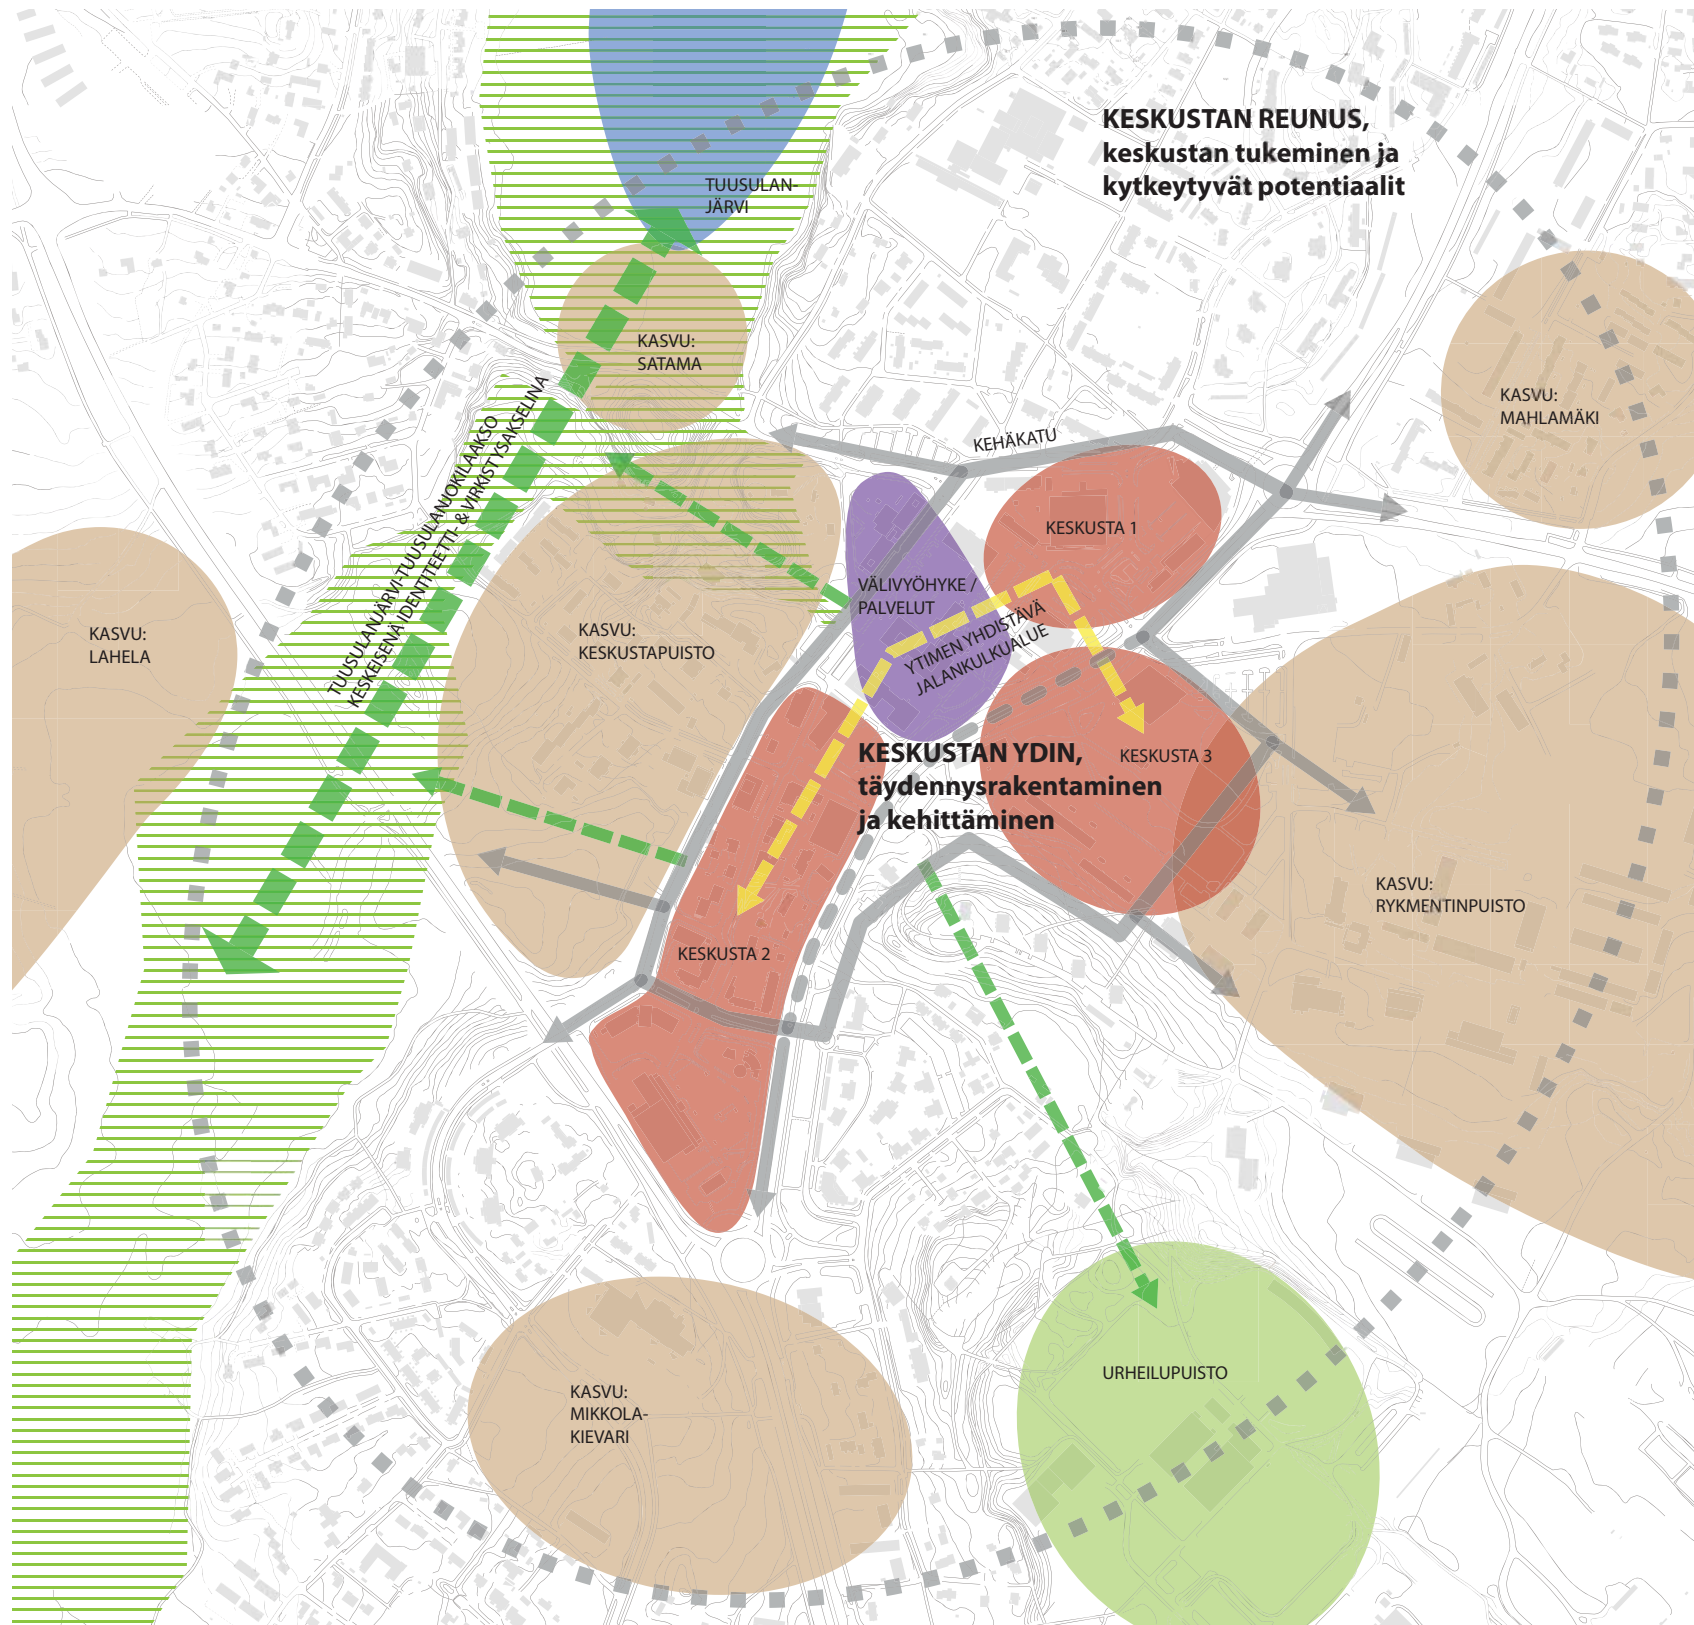 KESKUSTAN REUNUS,
keskustan tukeminen ja
kytkeytyvät potentiaalit
TUUSULAN-
JÄRVI
KASVU:
SATAMA
KASVU:
MAHLAMÄKI
KEHÄKATU
TUUSULANJÄRVI-TUUSULANJOKILAAKSO
KESKEISENÄ IDENTITEETTI- & VIRKISTYSAKSELINA
KESKUSTA 1
VÄLIVYÖHYKE /
PALVELUT
YTIMEN YHDISTÄVÄ
JALANKULKUALUE
KASVU:
LAHELA
KASVU:
KESKUSTAPUISTO
KESKUSTAN YDIN,
täydennysrakentaminen
ja kehittäminen
KESKUSTA 3
KASVU:
RYKMENTINPUISTO
KESKUSTA 2
URHEILUPUISTO
KASVU:
MIKKOLA-
KIEVARI